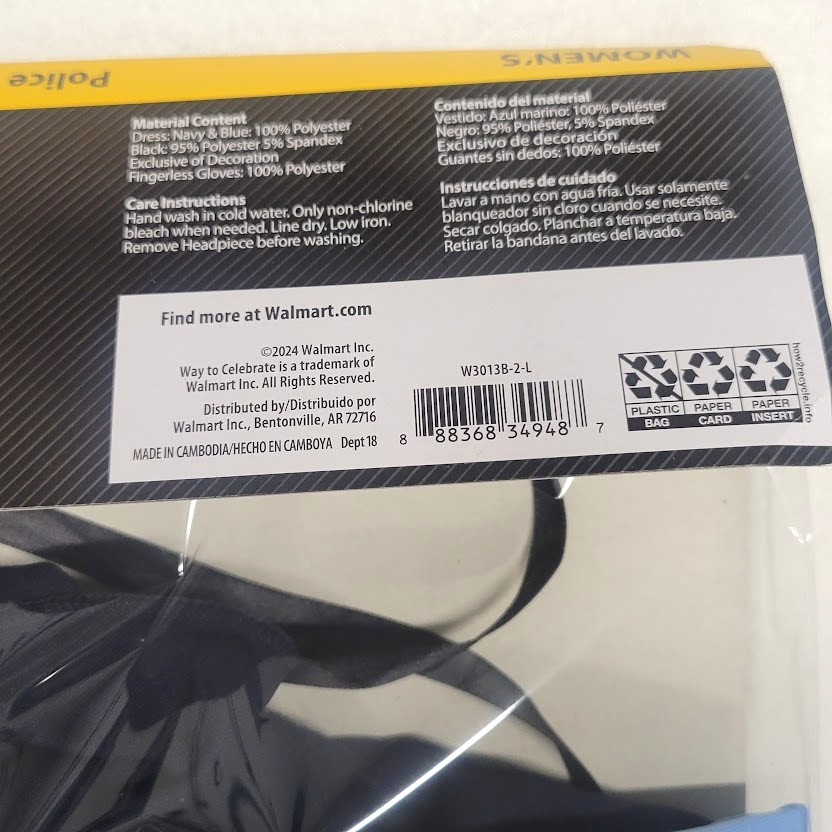 Police
WOMEN'S
Material Content
Dress: Navy & Blue: 100% Polyester
Black: 95% Polyester 5% Spandex
Exclusive of Decoration
Fingerless Gloves: 100% Polyester
Care Instructions
Hand wash in cold water. Only non-chlorine
bleach when needed. Line dry. Low iron.
Remove Headpiece before washing.
Contenido del material
Vestido: Azul marino: 100% Poliéster
Negro: 95% Poliéster, 5% Spandex
Exclusivo de decoración
Guantes sin dedos: 100% Poliéster
Instrucciones de cuidado
Lavar a mano con agua fría. Usar solamente
blanqueador sin cloro cuando se necesite.
Secar colgado. Planchar a temperatura baja.
Retirar la bandana antes del lavado.
Find more at Walmart.com
©2024 Walmart Inc.
Way to Celebrate is a trademark of
Walmart Inc. All Rights Reserved.
Distributed by/Distribuido por
Walmart Inc., Bentonville, AR 72716
MADE IN CAMBODIA/HECHO EN CAMBOYA Dept 18
W3013B-2-L
8 88368 34948 7
PLASTIC
BAG
PAPER
CARD
PAPER
INSERT
how2recycle.info